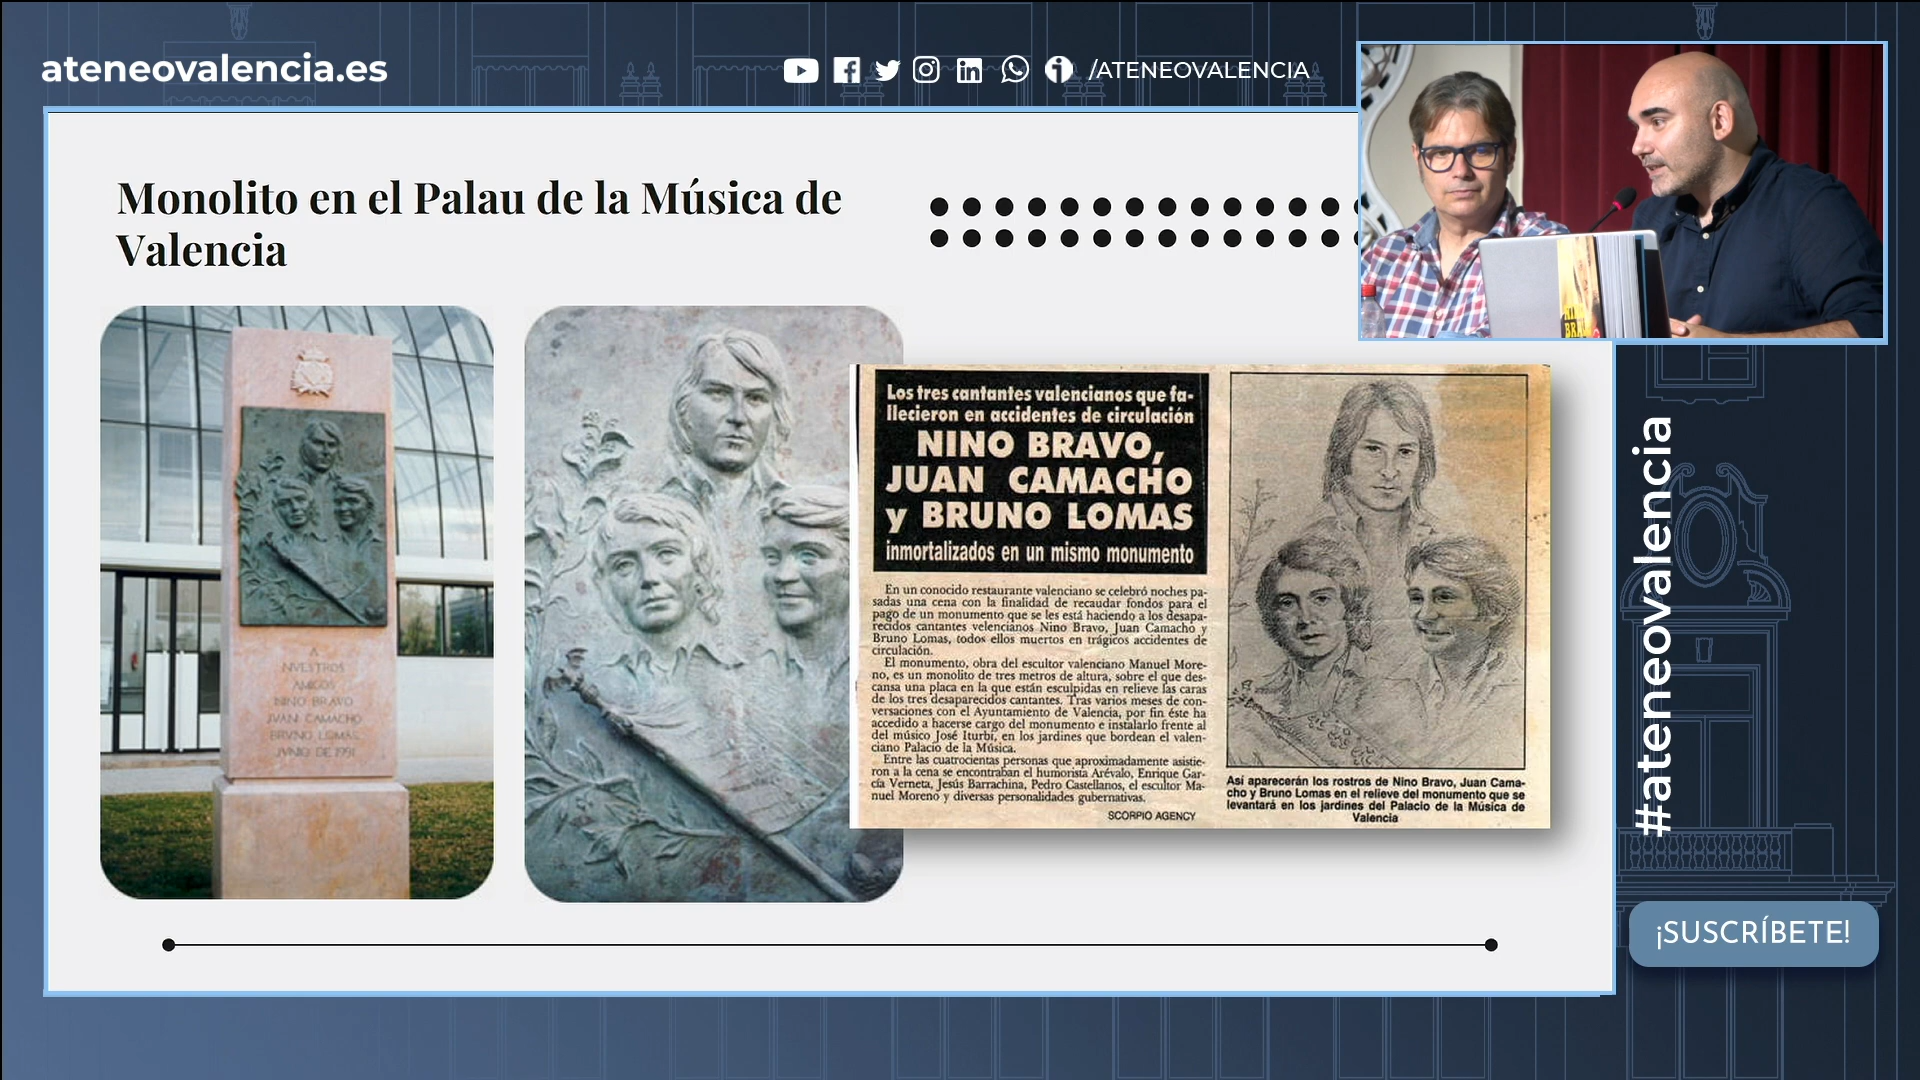 ateneovalencia.es
/ATENEOVALENCIA
Monolito en el Palau de la Música de
Valencia
A
NVESTROS
AMIGOS
NINO BRAVO
JVAN CAMACHO
BRVNO LOMAS
JVNIO DE 1991
Los tres cantantes valencianos que fa-
llecieron en accidentes de circulación
NINO BRAVO,
JUAN CAMACHO
y BRUNO LOMAS
inmortalizados en un mismo monumento
En un conocido restaurante valenciano se celebró noches pa-
sadas una cena con la finalidad de recaudar fondos para el
pago de un monumento que se les está haciendo a los desapa-
recidos cantantes velencianos Nino Bravo, Juan Camacho y
Bruno Lomas, todos ellos muertos en trágicos accidentes de
circulación.
El monumento, obra del escultor valenciano Manuel More-
no, es un monolito de tres metros de altura, sobre el que des-
cansa una placa en la que están esculpidas en relieve las caras
de los tres desaparecidos cantantes. Tras varios meses de con-
versaciones con el Ayuntamiento de Valencia, por fin éste ha
accedido a hacerse cargo del monumento e instalarlo frente al
del músico José Iturbi, en los jardines que bordean el valen-
ciano Palacio de la Música.
Entre las cuatrocientas personas que aproximadamente asistie-
ron a la cena se encontraban el humorista Arévalo, Enrique Gar-
cía Verneta, Jesús Barrachina, Pedro Castellanos, el escultor Ma-
nuel Moreno y diversas personalidades gubernativas.
SCORPIO AGENCY
Así aparecerán los rostros de Nino Bravo, Juan Cama-
cho y Bruno Lomas en el relieve del monumento que se
levantará en los jardines del Palacio de la Música de
Valencia
#ateneovalencia
¡SUSCRÍBETE!